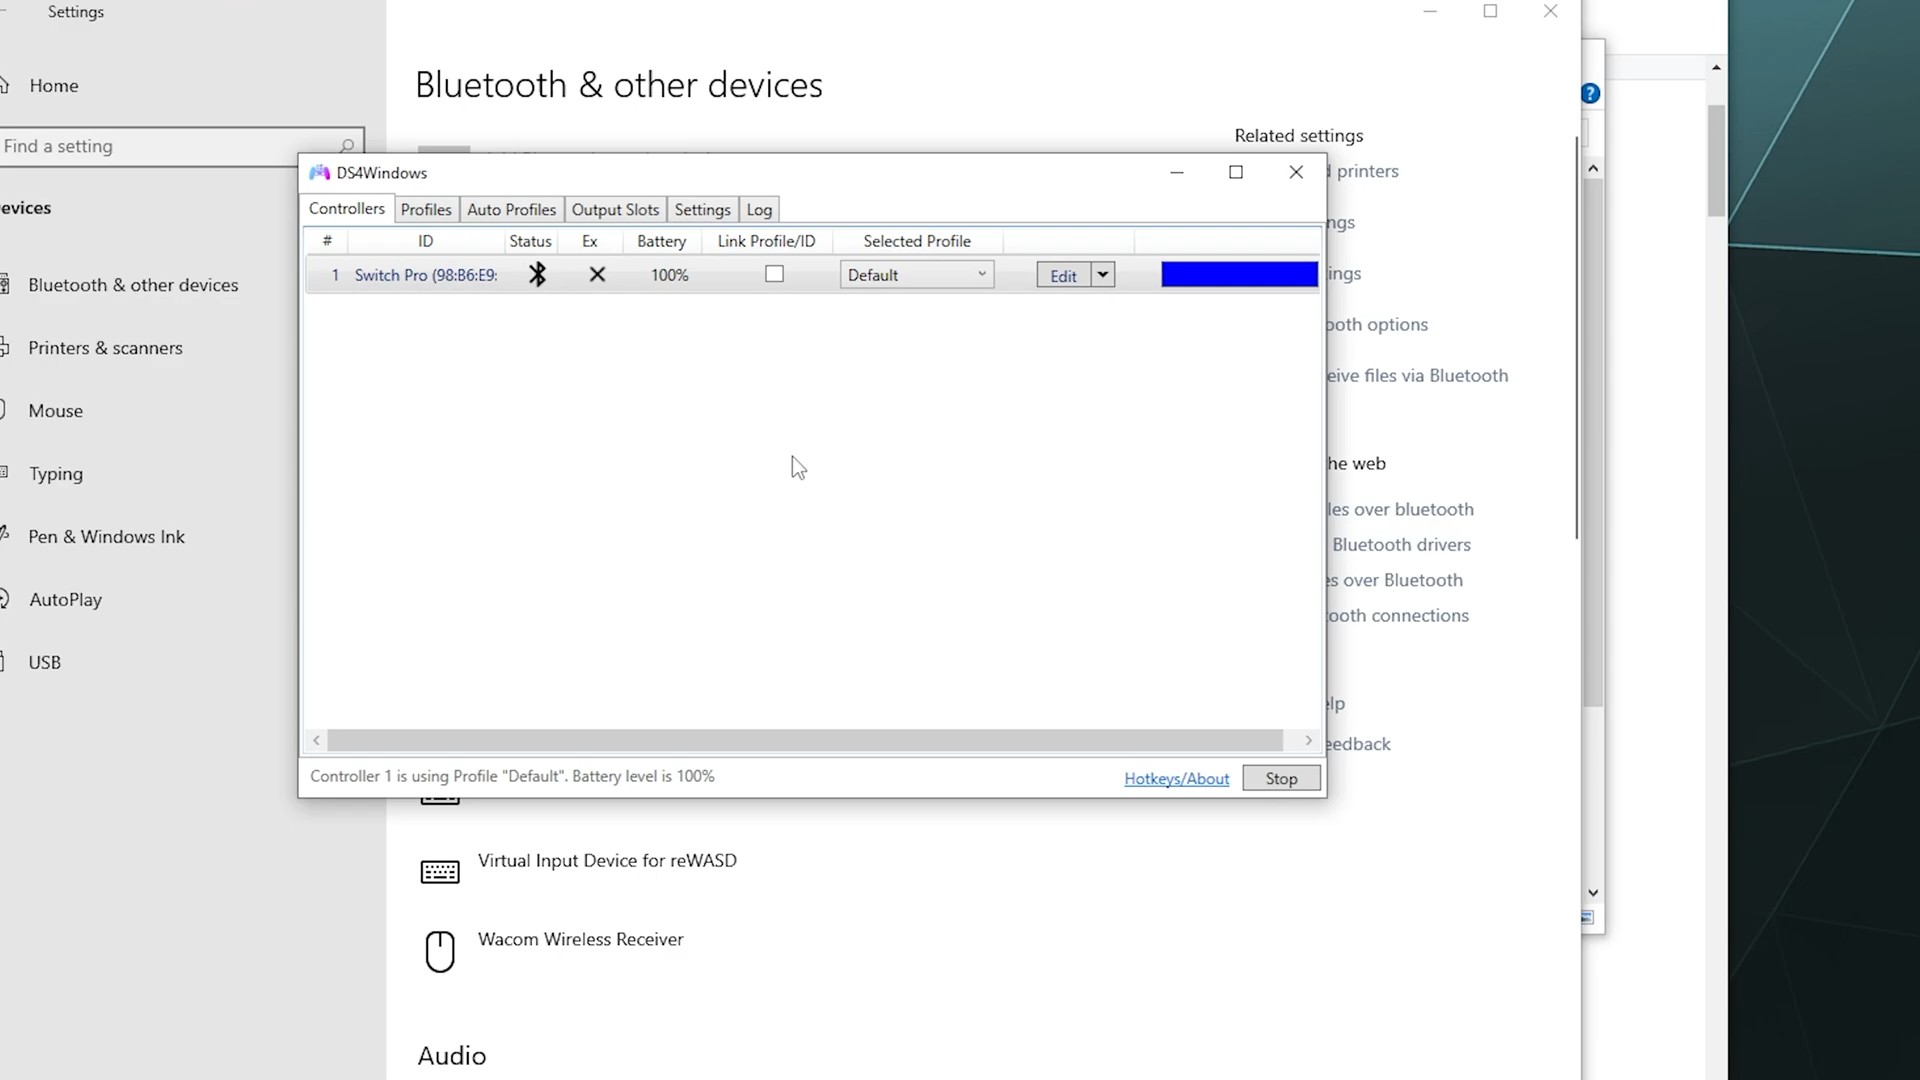 Settings
Home
Find a setting
evices
Bluetooth & other devices
Printers & scanners
Mouse
Typing
Pen & Windows Ink
AutoPlay
USB
Bluetooth & other devices
Related settings
printers
ngs
ings
ooth options
eive files via Bluetooth
he web
les over bluetooth
Bluetooth drivers
es over Bluetooth
ooth connections
elp
eedback
DS4Windows
Controllers Profiles Auto Profiles Output Slots Settings Log
# ID Status Ex Battery Link Profile/ID Selected Profile
1 Switch Pro (98:B6:E9: 100% Default Edit
Controller 1 is using Profile "Default". Battery level is 100%
Hotkeys/About Stop
Virtual Input Device for reWASD
Wacom Wireless Receiver
Audio